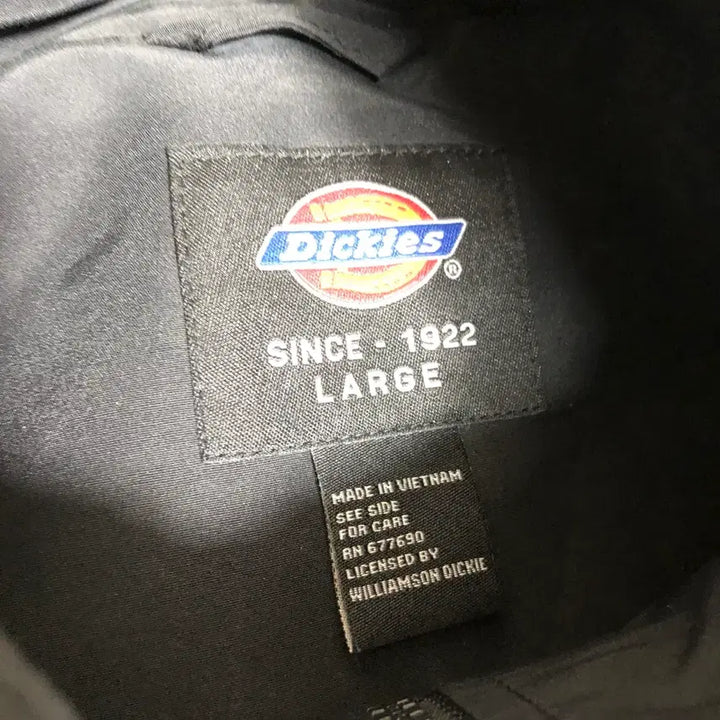 Dickies
®
SINCE - 1922
LARGE
MADE IN VIETNAM
SEE SIDE
FOR CARE
RN 677690
LICENSED BY
WILLIAMSON DICKIE